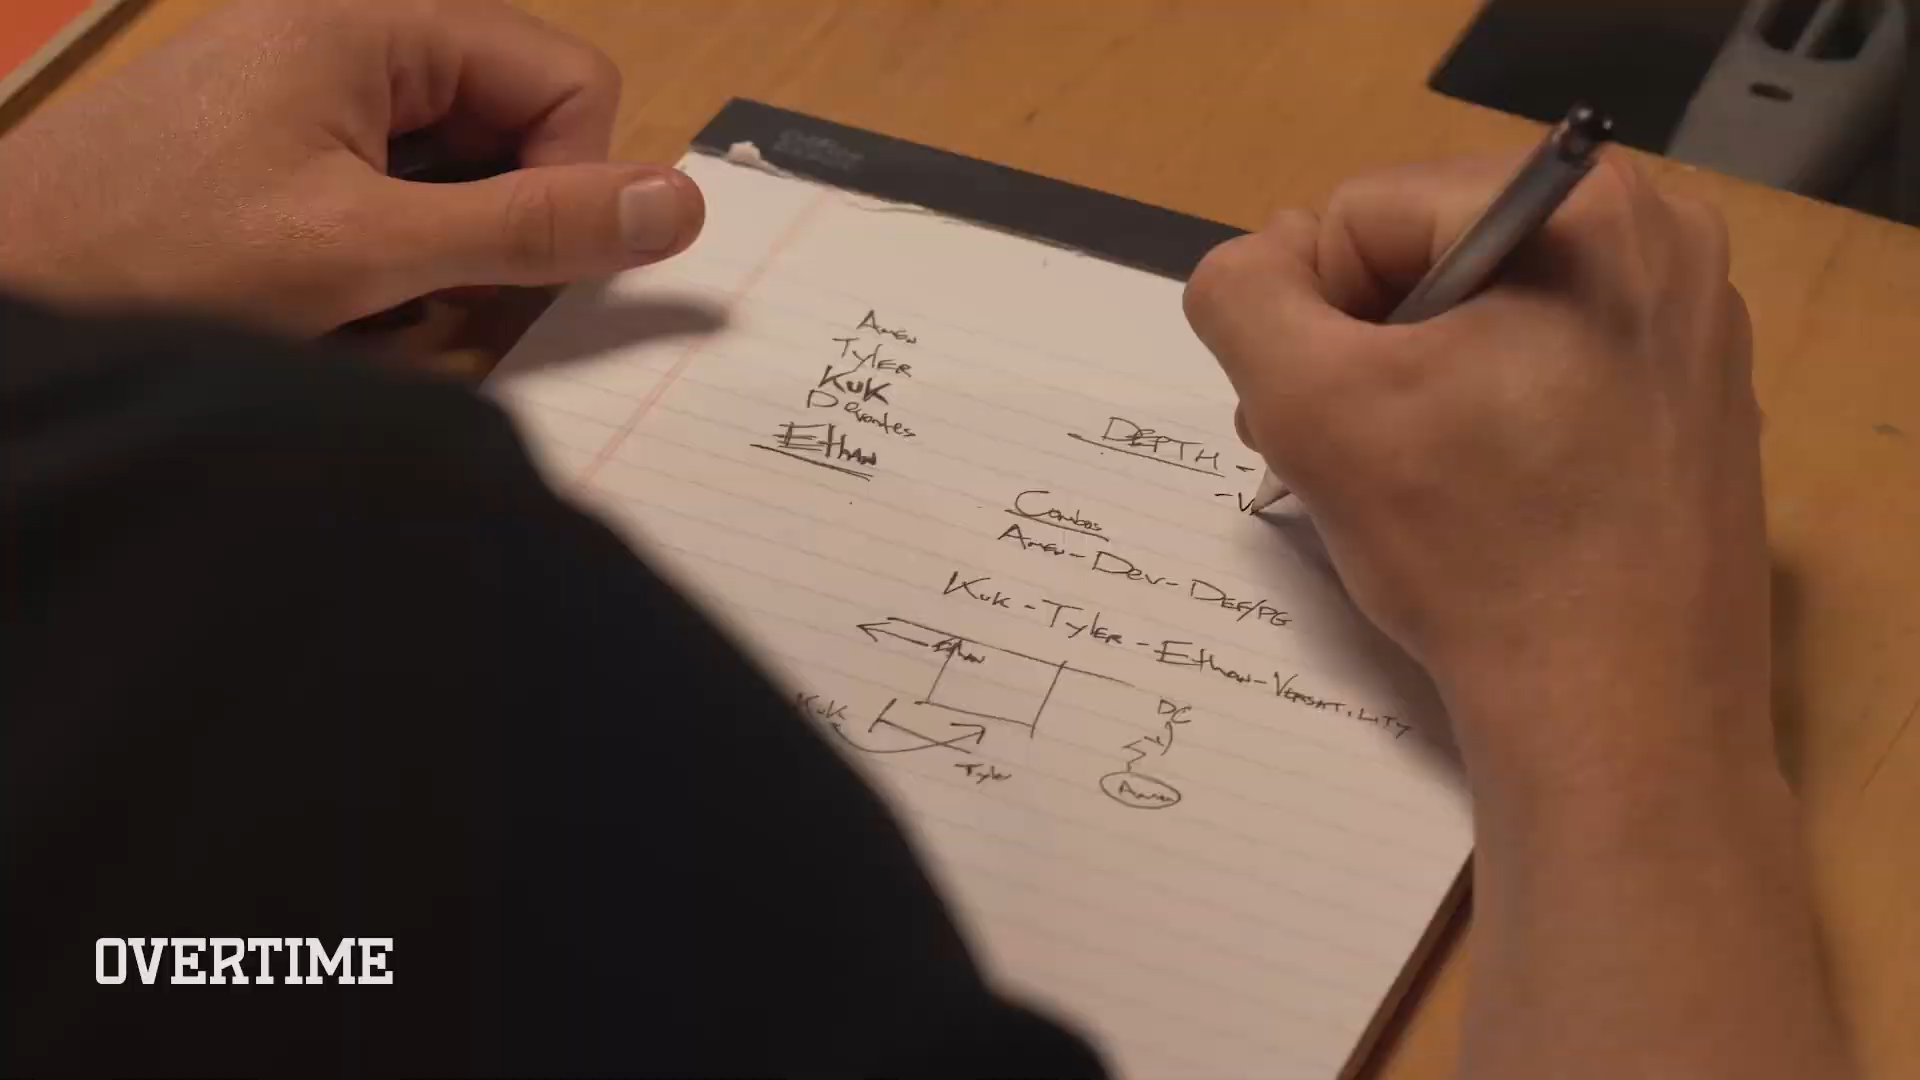 Amen
Tyler
Kuk
Devontes
Ethan
DEPTH -
- V
Combos
Amen - Dev - DEF/PG
Kuk - Tyler - Ethan - VERSATILITY
Ethan
Kuk
DC
Tyler
Amen
OVERTIME